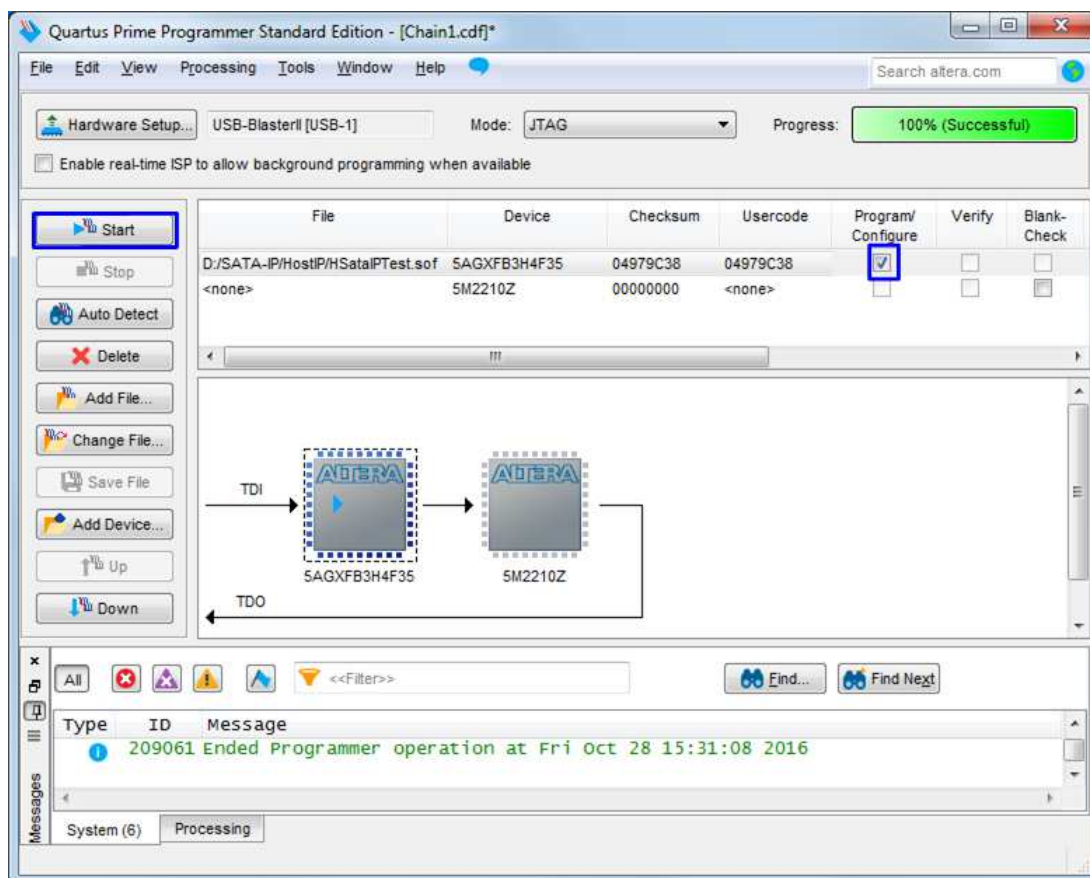 Quartus Prime Programmer Standard Edition - [Chain1.cdf]*
File Edit View Processing Tools Window Help
Search altera.com
Hardware Setup... USB-BlasterII [USB-1] Mode: JTAG Progress: 100% (Successful)
Enable real-time ISP to allow background programming when available
Start
Stop
Auto Detect
Delete
Add File...
Change File...
Save File
Add Device...
Up
Down
File Device Checksum Usercode Program/ Configure Verify Blank- Check
D:/SATA-IP/HostIP/HSataIPTest.sof 5AGXFB3H4F35 04979C38 04979C38
<none> 5M2210Z 00000000 <none>
TDI
ALTERA
5AGXFB3H4F35
ALTERA
5M2210Z
TDO
All <<Filter>> Find... Find Next
Type ID Message
209061 Ended Programmer operation at Fri Oct 28 15:31:08 2016
Messages
System (6) Processing